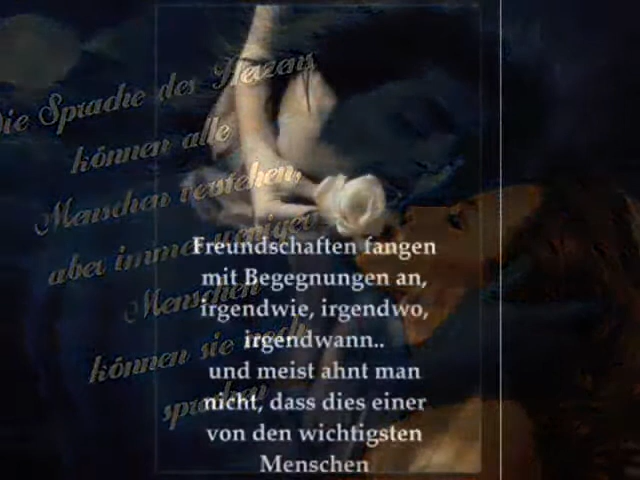 Die Sprache des Herzens
können alle
Menschen verstehen,
aber immer weniger
Menschen
können sie noch
sprechen
Freundschaften fangen
mit Begegnungen an,
irgendwie, irgendwo,
irgendwann..
und meist ahnt man
nicht, dass dies einer
von den wichtigsten
Menschen